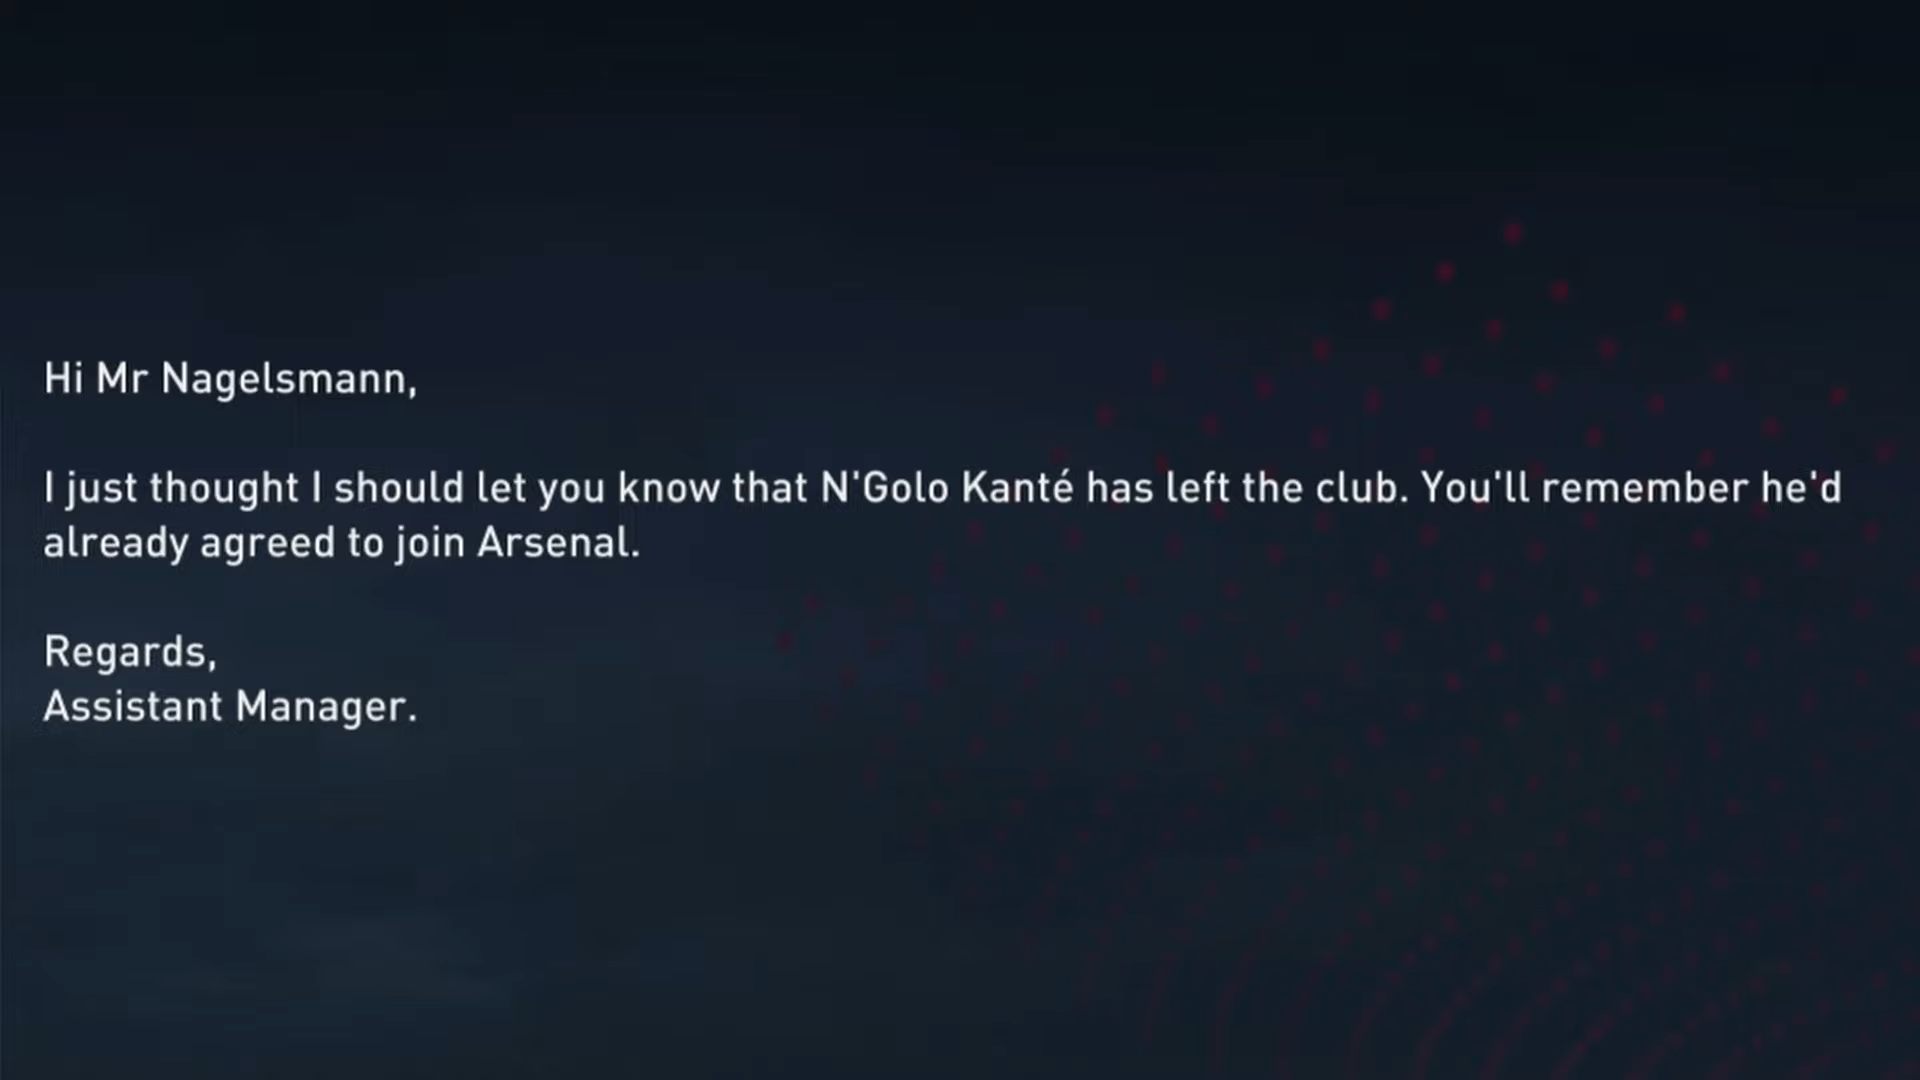 Hi Mr Nagelsmann,
I just thought I should let you know that N'Golo Kanté has left the club. You'll remember he'd
already agreed to join Arsenal.
Regards,
Assistant Manager.